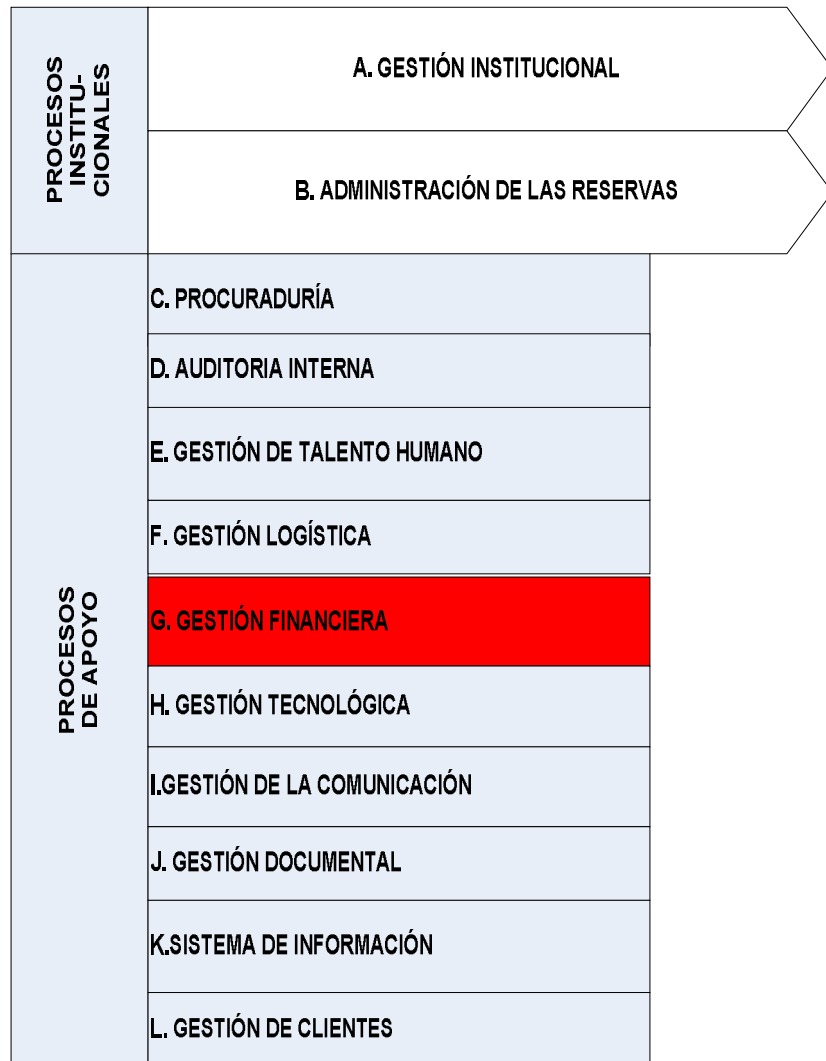 PROCESOS
INSTITU-
CIONALES
A. GESTIÓN INSTITUCIONAL
B. ADMINISTRACIÓN DE LAS RESERVAS
PROCESOS
DE APOYO
C. PROCURADURÍA
D. AUDITORIA INTERNA
E. GESTIÓN DE TALENTO HUMANO
F. GESTIÓN LOGÍSTICA
G. GESTIÓN FINANCIERA
H. GESTIÓN TECNOLÓGICA
I.GESTIÓN DE LA COMUNICACIÓN
J. GESTIÓN DOCUMENTAL
K.SISTEMA DE INFORMACIÓN
L. GESTIÓN DE CLIENTES